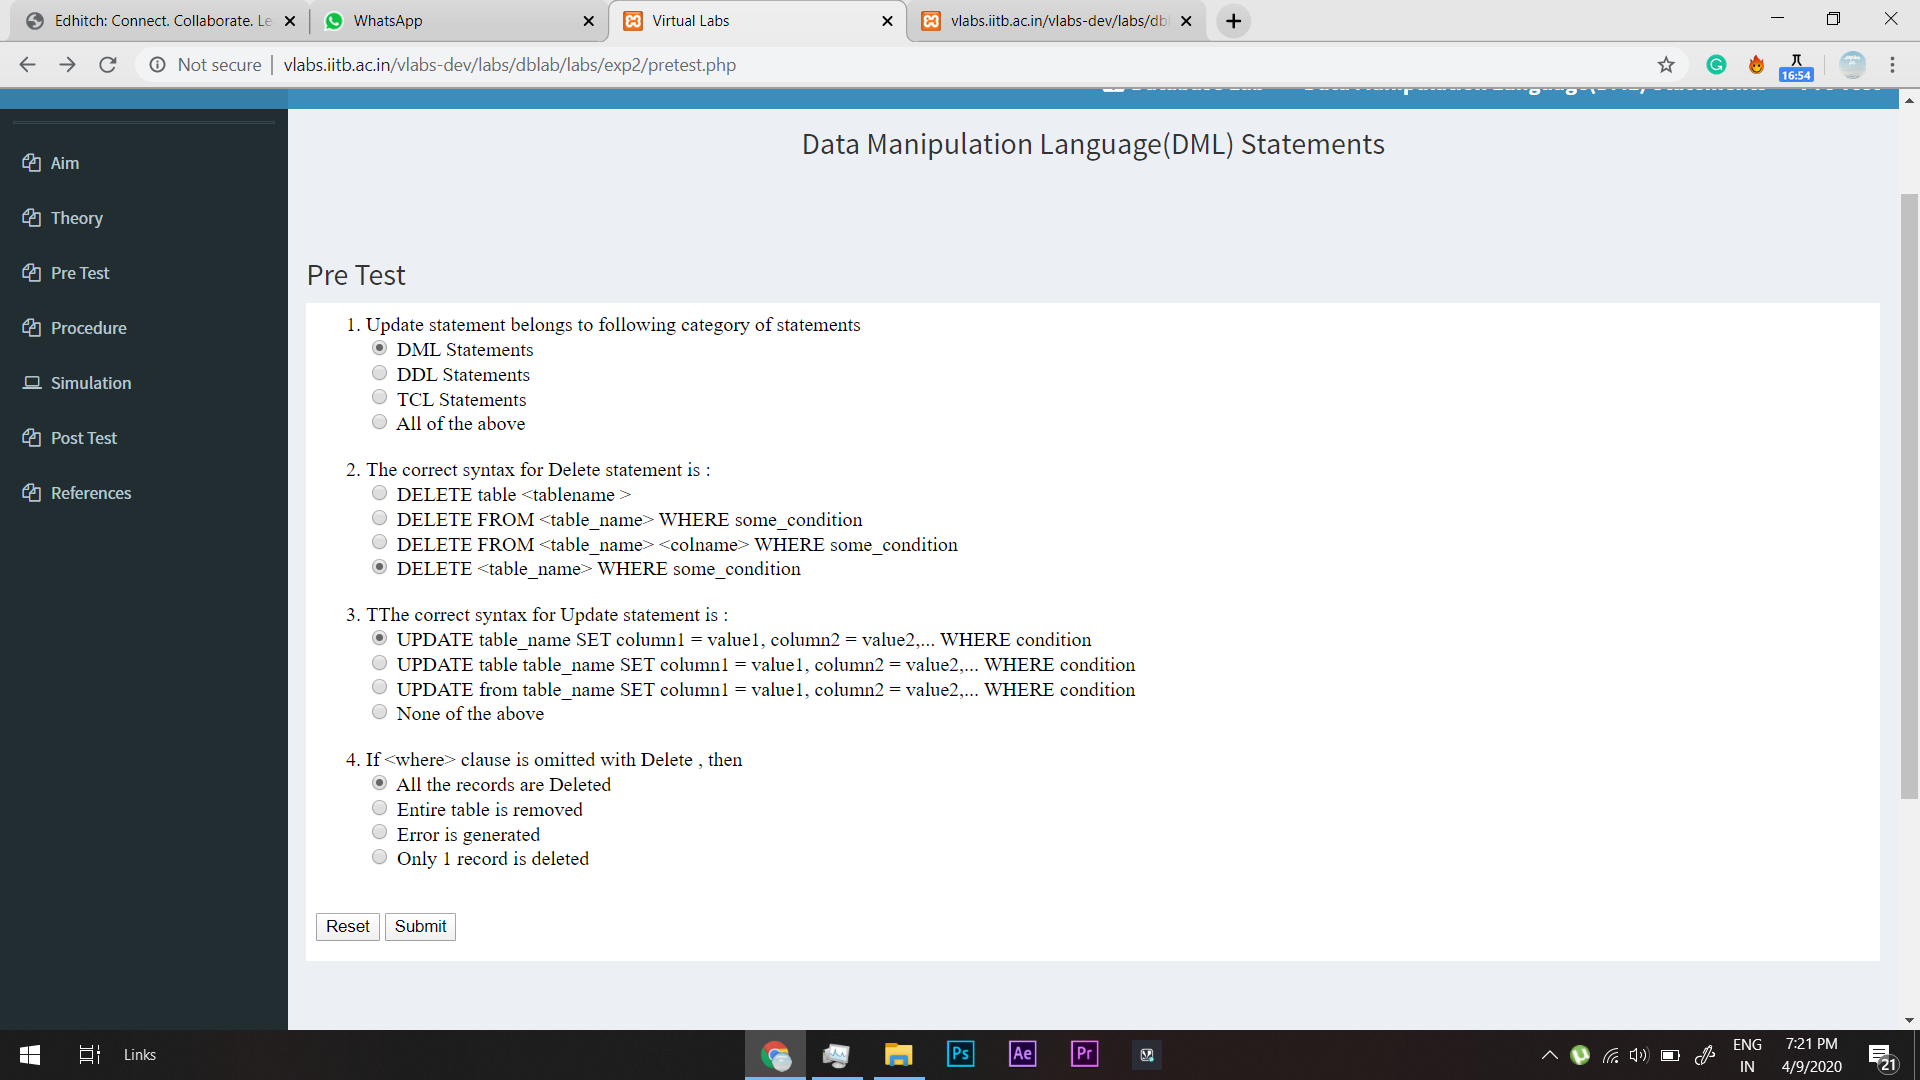 Edhitch: Connect. Collaborate. Le
WhatsApp
Virtual Labs
vlabs.iitb.ac.in/vlabs-dev/labs/dbl
Not secure | vlabs.iitb.ac.in/vlabs-dev/labs/dblab/labs/exp2/pretest.php
16:54
Data Manipulation Language(DML) Statements
Aim
Theory
Pre Test
Procedure
Simulation
Post Test
References
Pre Test
1. Update statement belongs to following category of statements
DML Statements
DDL Statements
TCL Statements
All of the above
2. The correct syntax for Delete statement is :
DELETE table <tablename >
DELETE FROM <table_name> WHERE some_condition
DELETE FROM <table_name> <colname> WHERE some_condition
DELETE <table_name> WHERE some_condition
3. TThe correct syntax for Update statement is :
UPDATE table_name SET column1 = value1, column2 = value2,... WHERE condition
UPDATE table table_name SET column1 = value1, column2 = value2,... WHERE condition
UPDATE from table_name SET column1 = value1, column2 = value2,... WHERE condition
None of the above
4. If <where> clause is omitted with Delete , then
All the records are Deleted
Entire table is removed
Error is generated
Only 1 record is deleted
Reset Submit
Links
Ps
Ae
Pr
ENG
IN
7:21 PM
4/9/2020
21